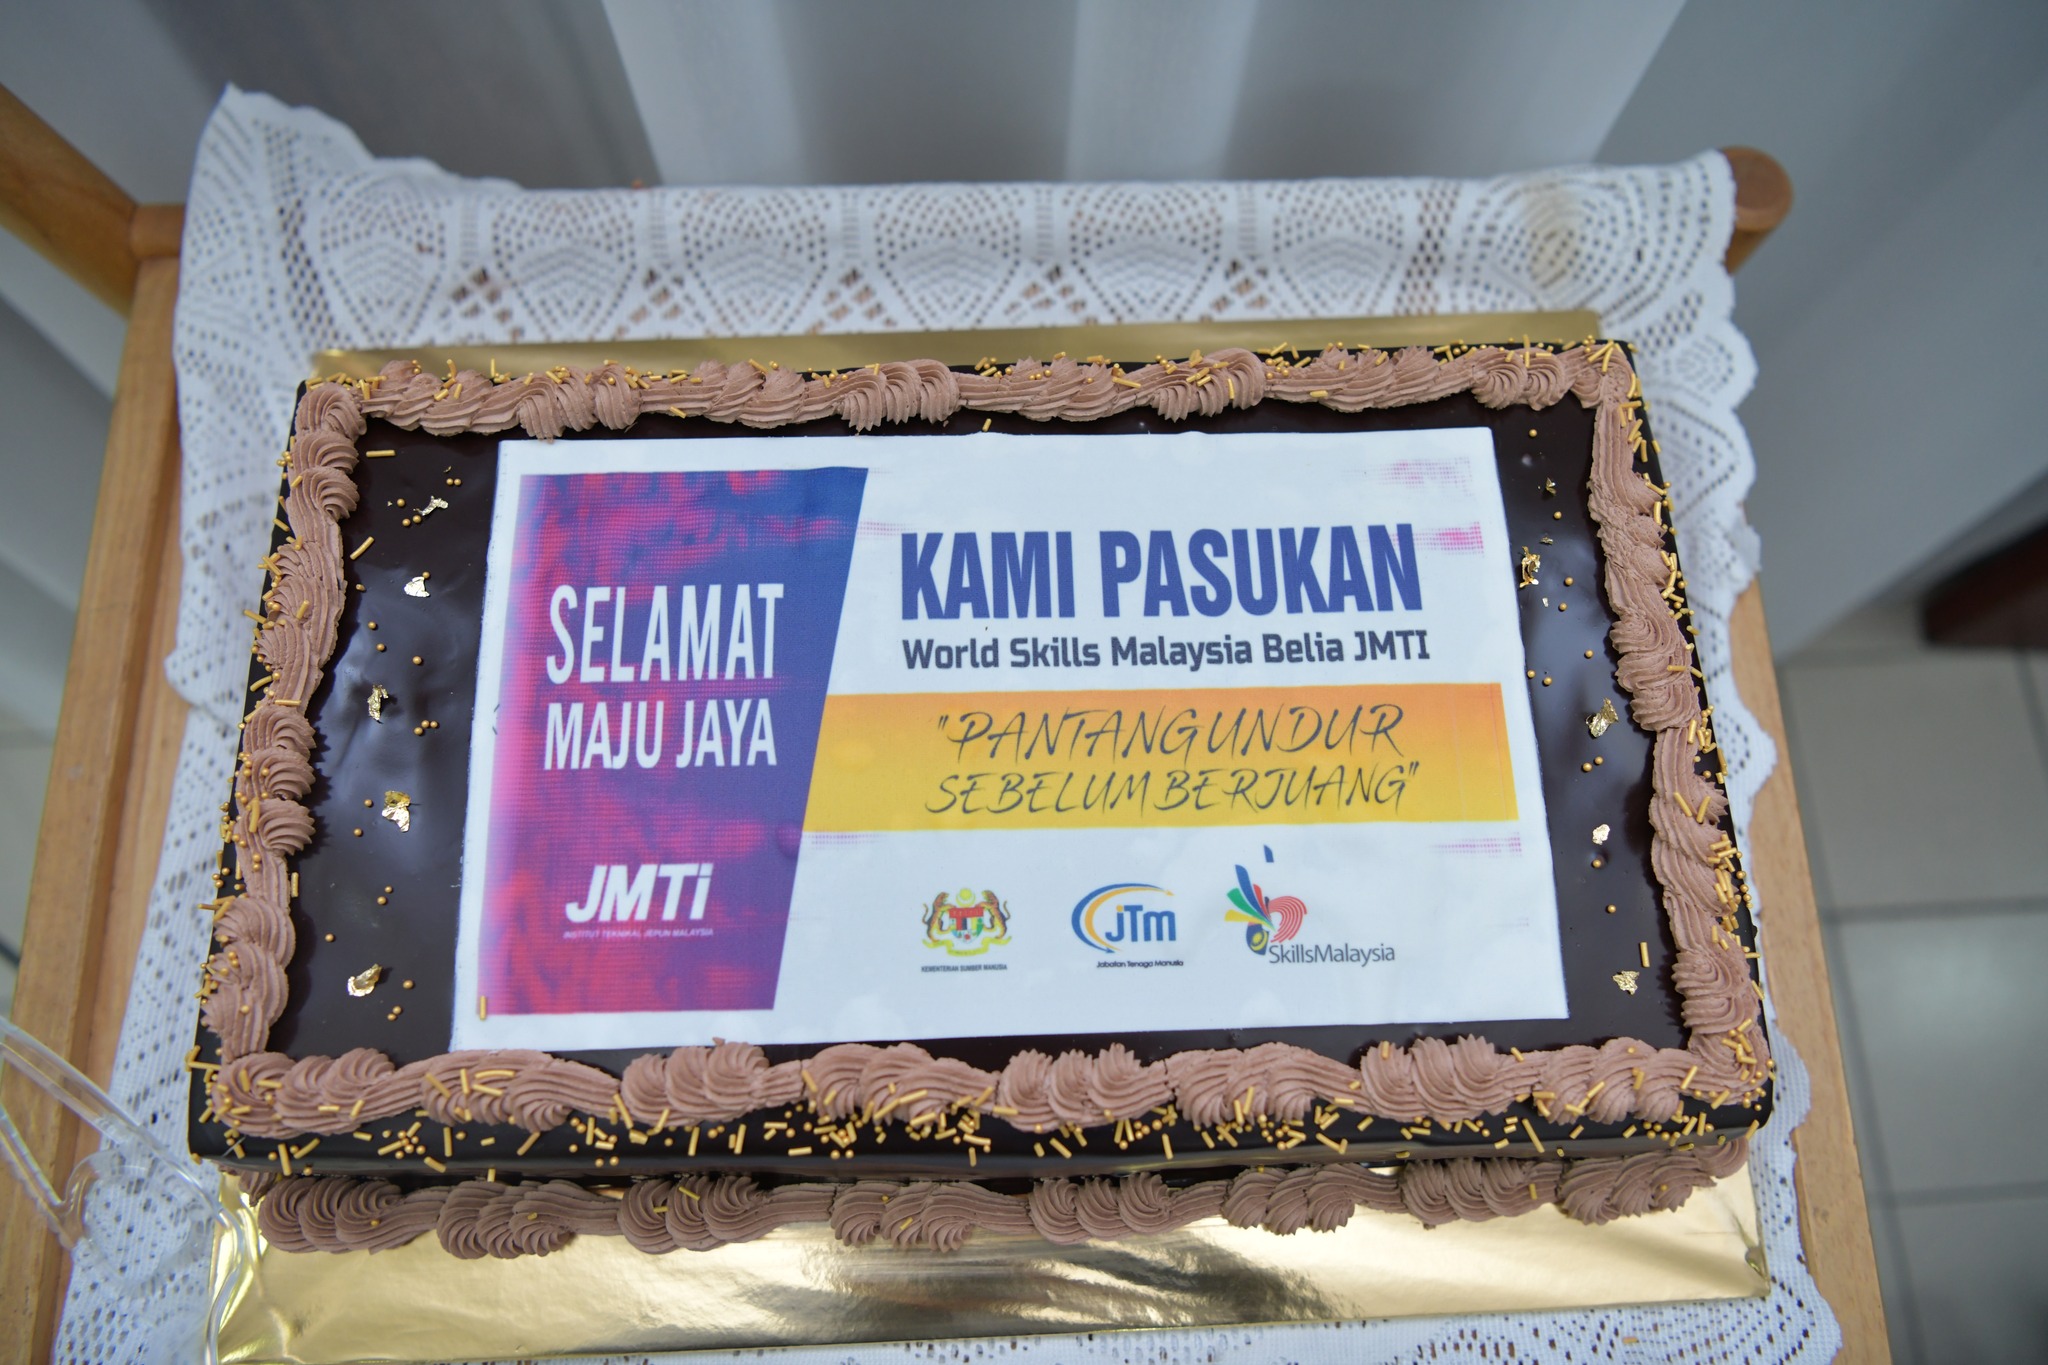 SELAMAT
MAJU JAYA
JMTi
INSTITUT TEKNIKAL JEPUN MALAYSIA
KAMI PASUKAN
World Skills Malaysia Belia JMTI
"PANTANG UNDUR
SEBELUM BERJUANG"
KEMENTERIAN SUMBER MANUSIA
jTm
Jabatan Tenaga Manusia
SkillsMalaysia